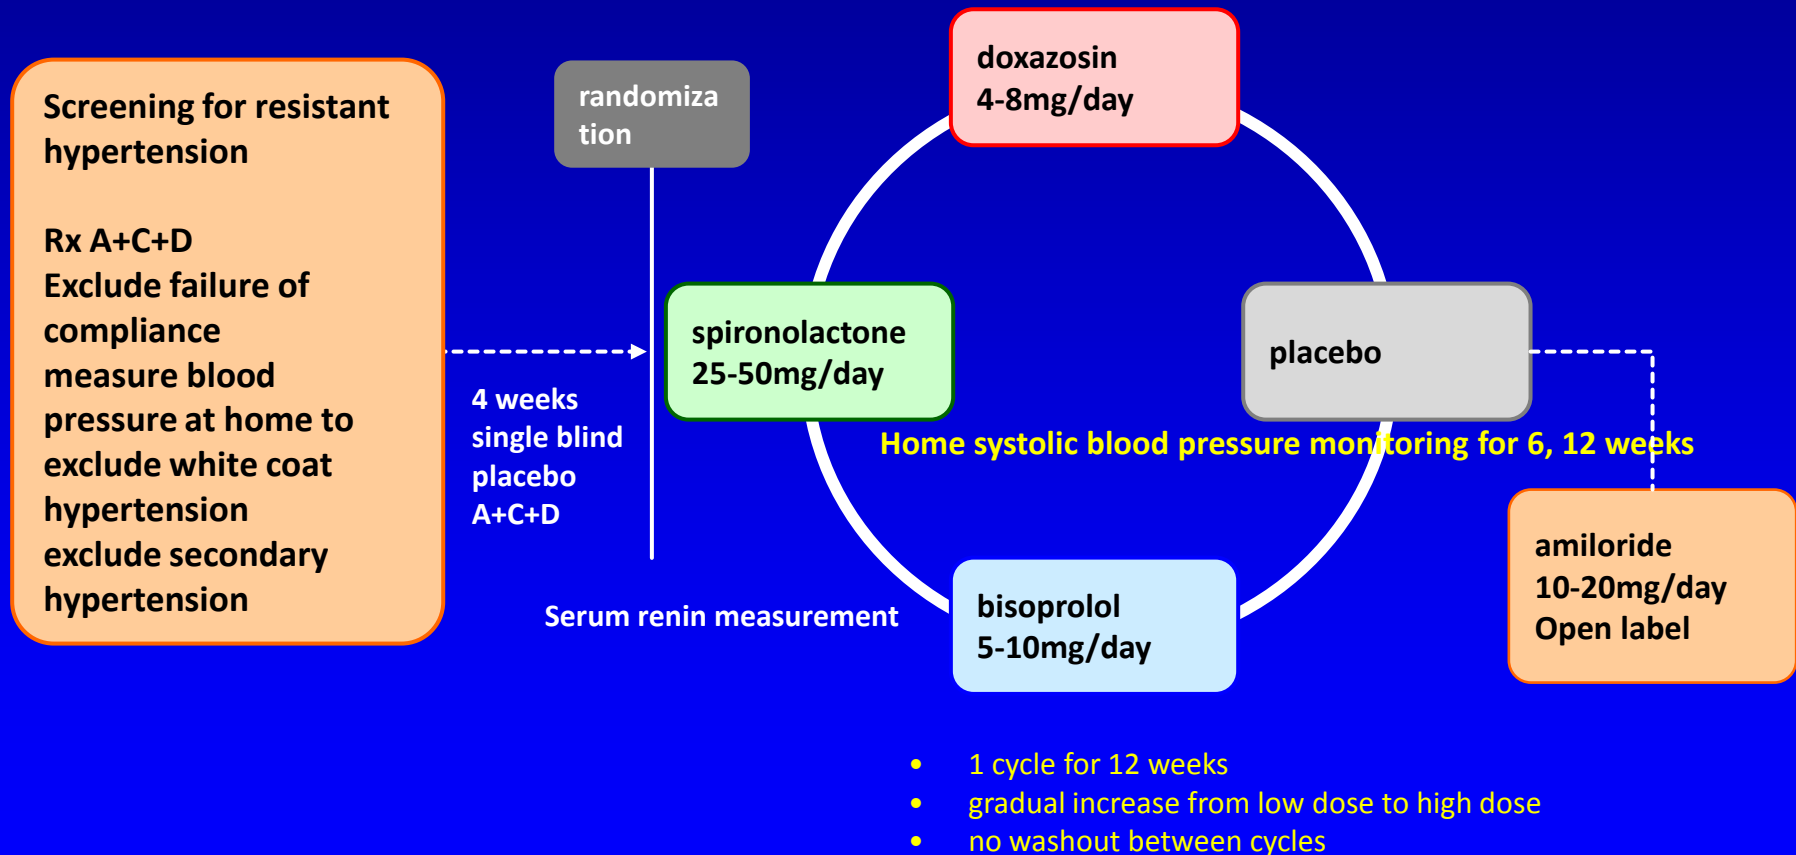 Screening for resistant
hypertension
Rx A+C+D
Exclude failure of
compliance
measure blood
pressure at home to
exclude white coat
hypertension
exclude secondary
hypertension
4 weeks
single blind
placebo
A+C+D
randomiza
tion
Serum renin measurement
doxazosin
4-8mg/day
spironolactone
25-50mg/day
placebo
Home systolic blood pressure monitoring for 6, 12 weeks
bisoprolol
5-10mg/day
amiloride
10-20mg/day
Open label
• 1 cycle for 12 weeks
• gradual increase from low dose to high dose
• no washout between cycles